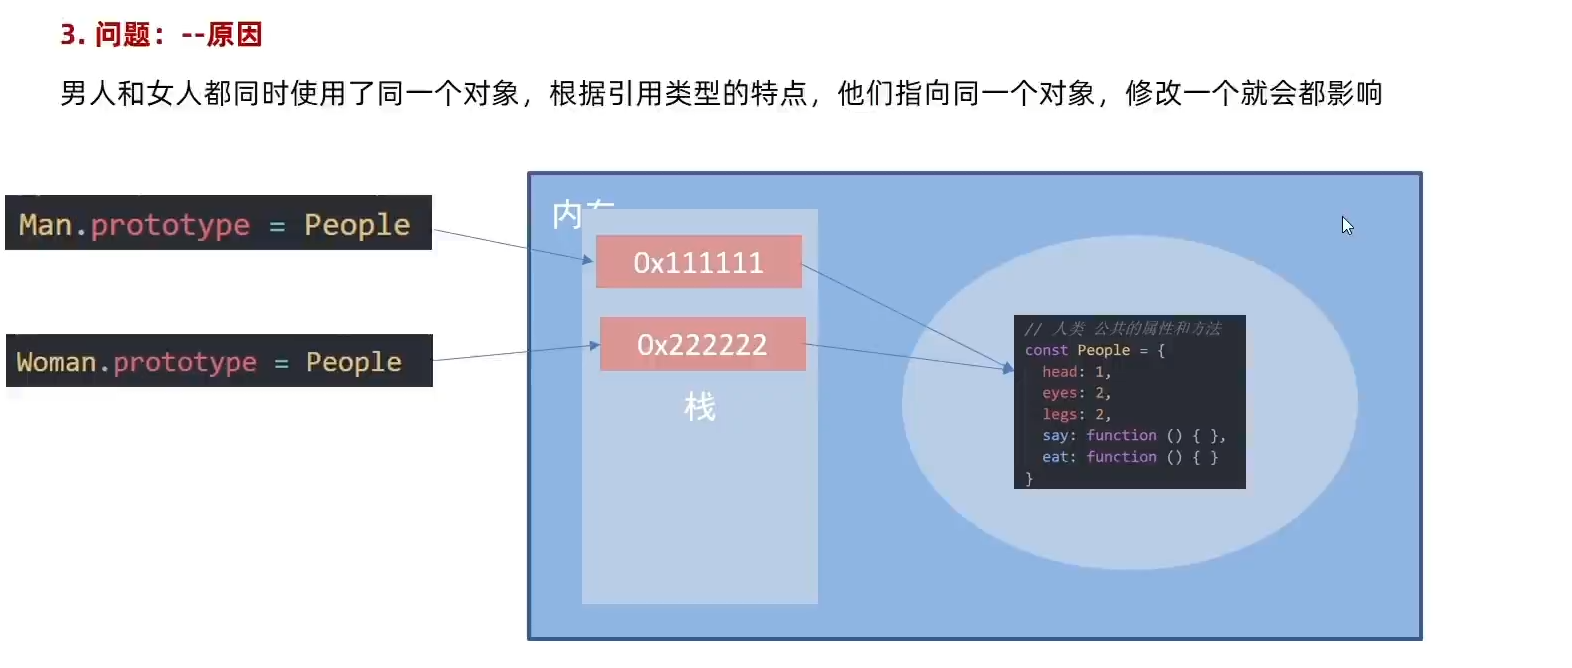 3. 问题：--原因
男人和女人都同时使用了同一个对象，根据引用类型的特点，他们指向同一个对象，修改一个就会都影响
Man.prototype = People
Woman.prototype = People
内存
0x111111
0x222222
栈
// 人类 公共的属性和方法
const People = {
head: 1,
eyes: 2,
legs: 2,
say: function () { },
eat: function () { }
}